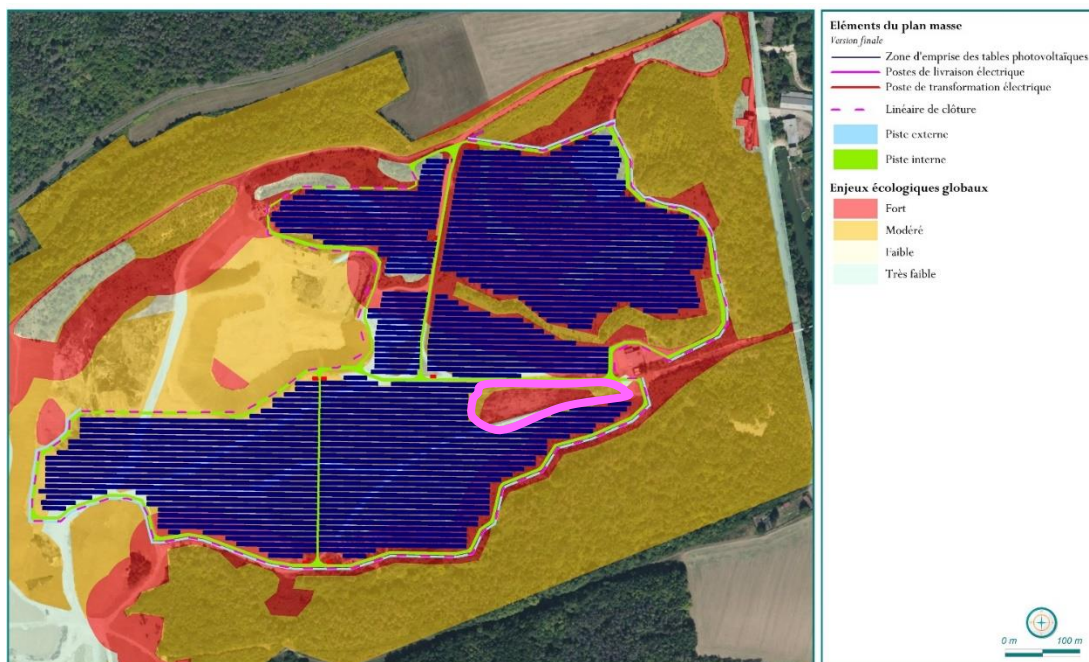 Eléments du plan masse
Version finale
Zone d'emprise des tables photovoltaïques
Postes de livraison électrique
Poste de transformation électrique
Linéaire de clôture
Piste externe
Piste interne
Enjeux écologiques globaux
Fort
Modéré
Faible
Très faible
0 m 100 m